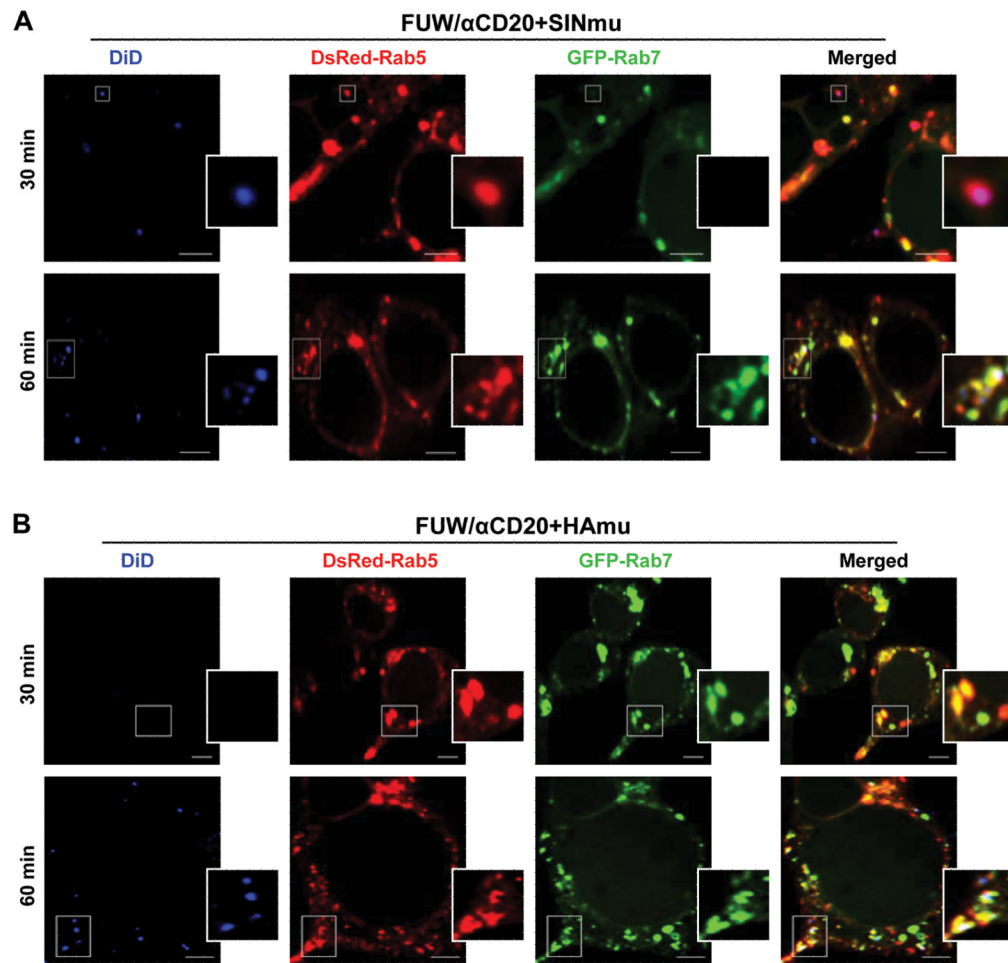 A
FUW/αCD20+SINmu
DiD DsRed-Rab5 GFP-Rab7 Merged
30 min
60 min
B
FUW/αCD20+HAmu
DiD DsRed-Rab5 GFP-Rab7 Merged
30 min
60 min